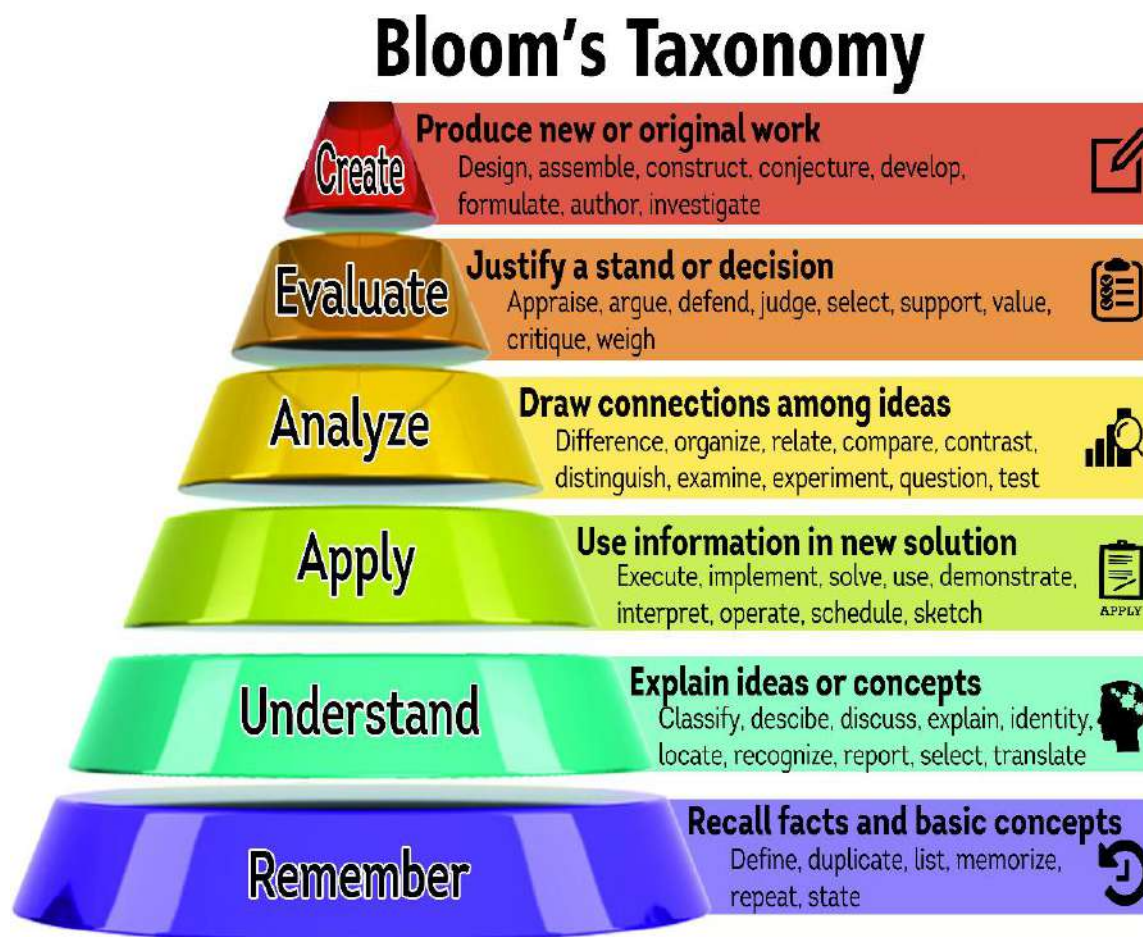 Bloom's Taxonomy
Create
Produce new or original work
Design, assemble, construct, conjecture, develop,
formulate, author, investigate
Evaluate
Justify a stand or decision
Appraise, argue, defend, judge, select, support, value,
critique, weigh
Analyze
Draw connections among ideas
Difference, organize, relate, compare, contrast,
distinguish, examine, experiment, question, test
Apply
Use information in new solution
Execute, implement, solve, use, demonstrate,
interpret, operate, schedule, sketch
APPLY
Understand
Explain ideas or concepts
Classify, descibe, discuss, explain, identity,
locate, recognize, report, select, translate
Remember
Recall facts and basic concepts
Define, duplicate, list, memorize,
repeat, state